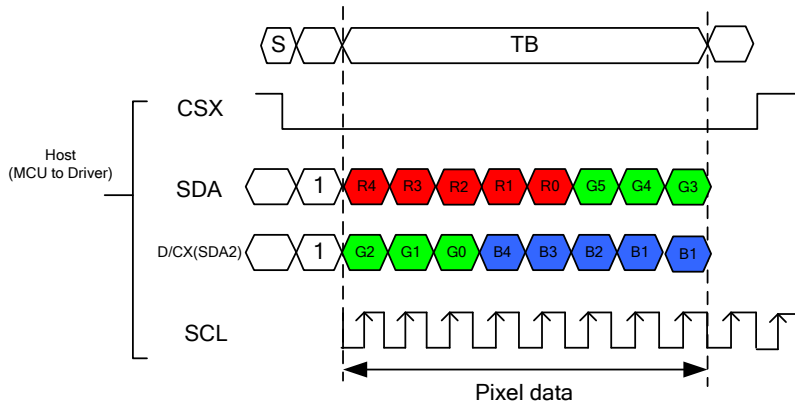 S TB
CSX
Host
(MCU to Driver)
SDA 1 R4 R3 R2 R1 R0 G5 G4 G3
D/CX(SDA2) 1 G2 G1 G0 B4 B3 B2 B1 B1
SCL
Pixel data